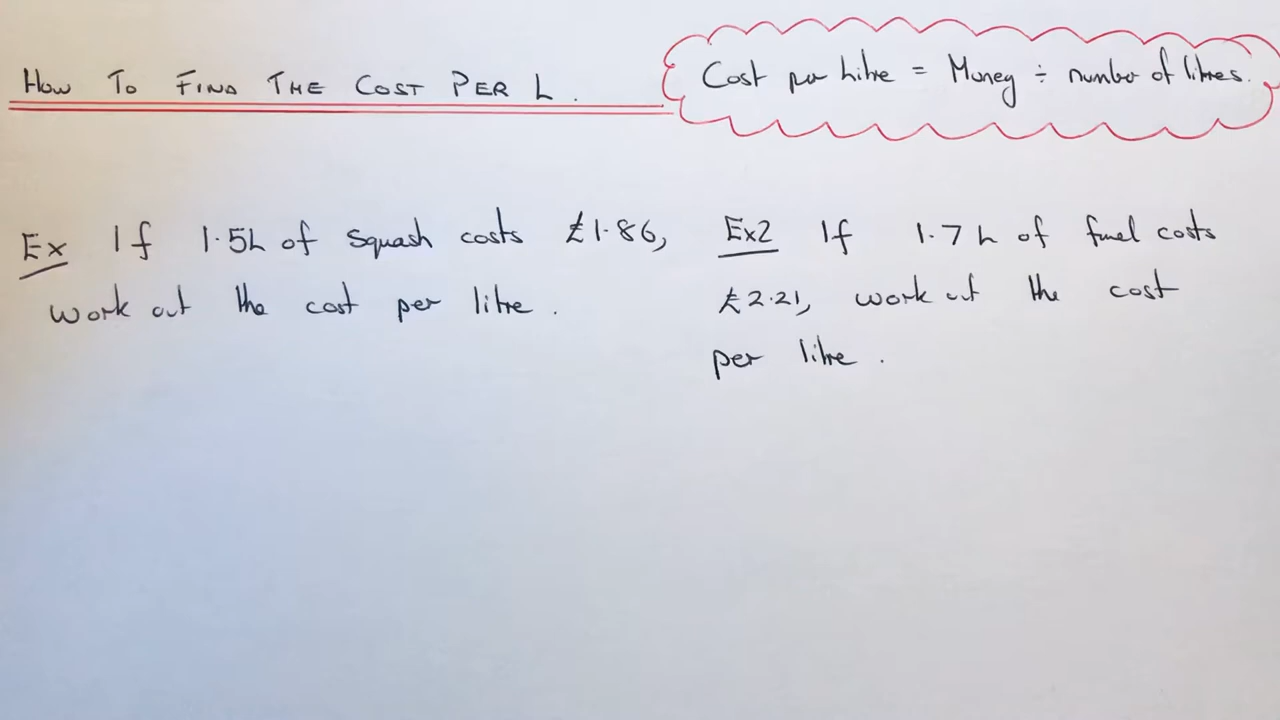 HOW TO FIND THE COST PER L.
Cost per Litre = Money ÷ number of litres.
Ex If 1.5L of squash costs £1.86,
work out the cost per litre.
Ex2 If 1.7L of fuel costs
£2.21, work out the cost
per litre.